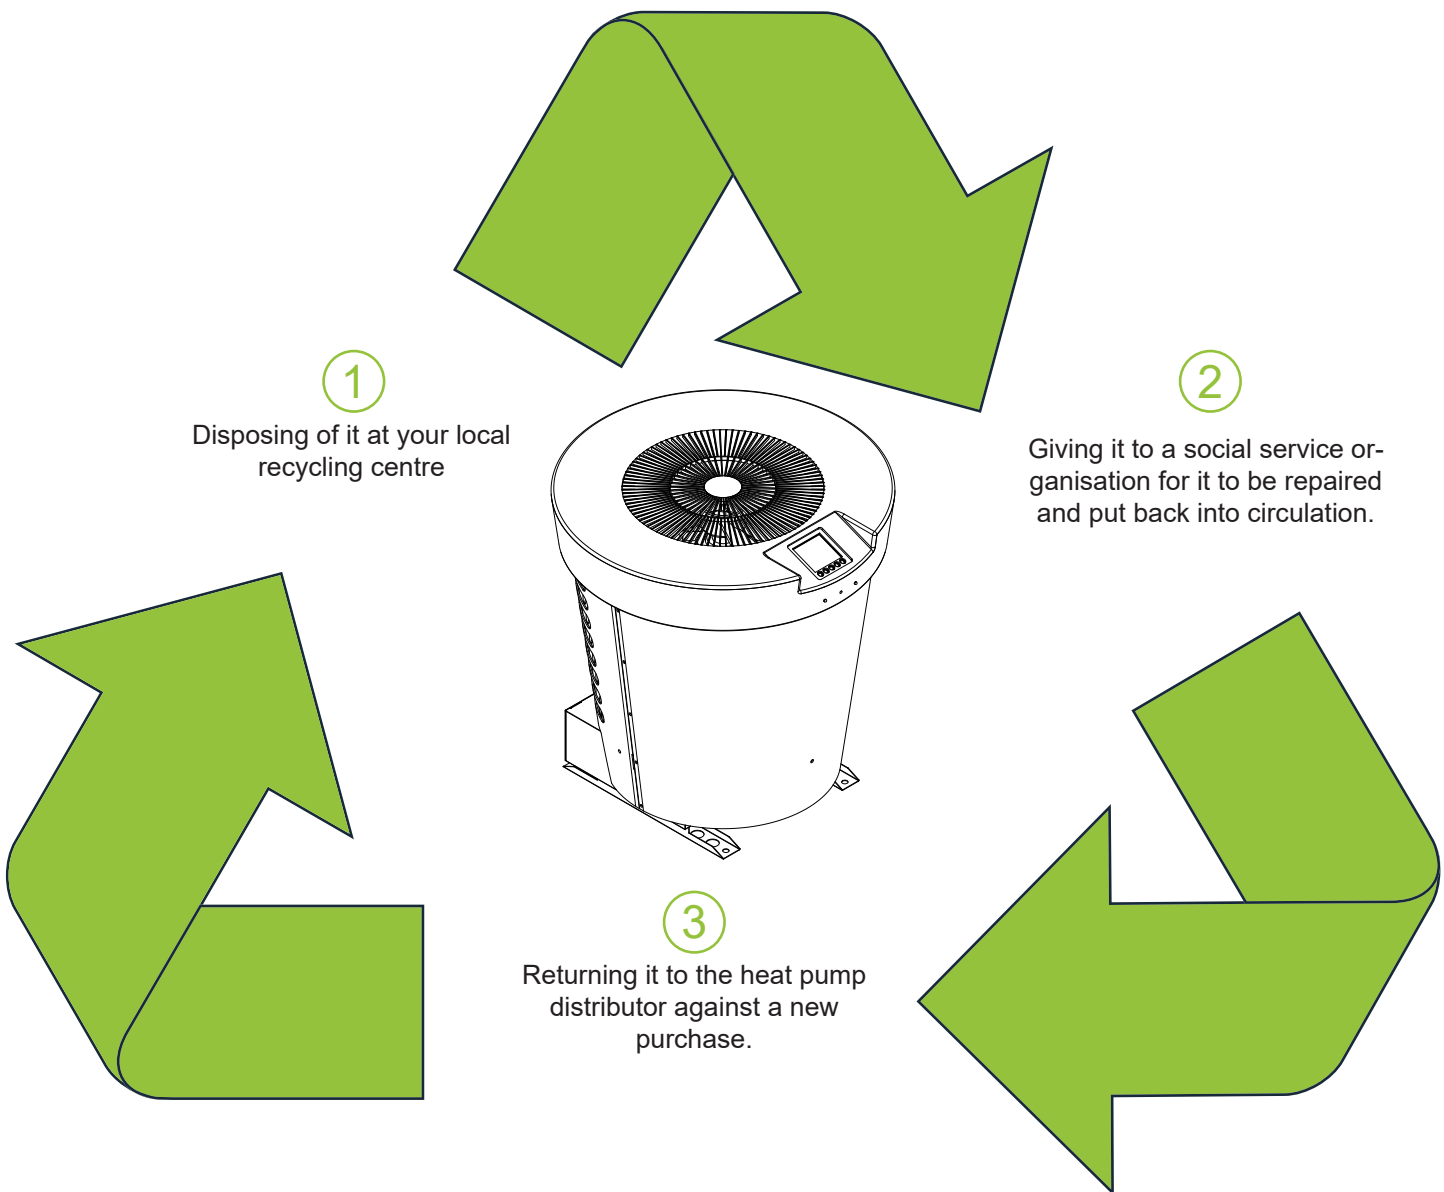 1
Disposing of it at your local
recycling centre
2
Giving it to a social service or-
ganisation for it to be repaired
and put back into circulation.
3
Returning it to the heat pump
distributor against a new
purchase.